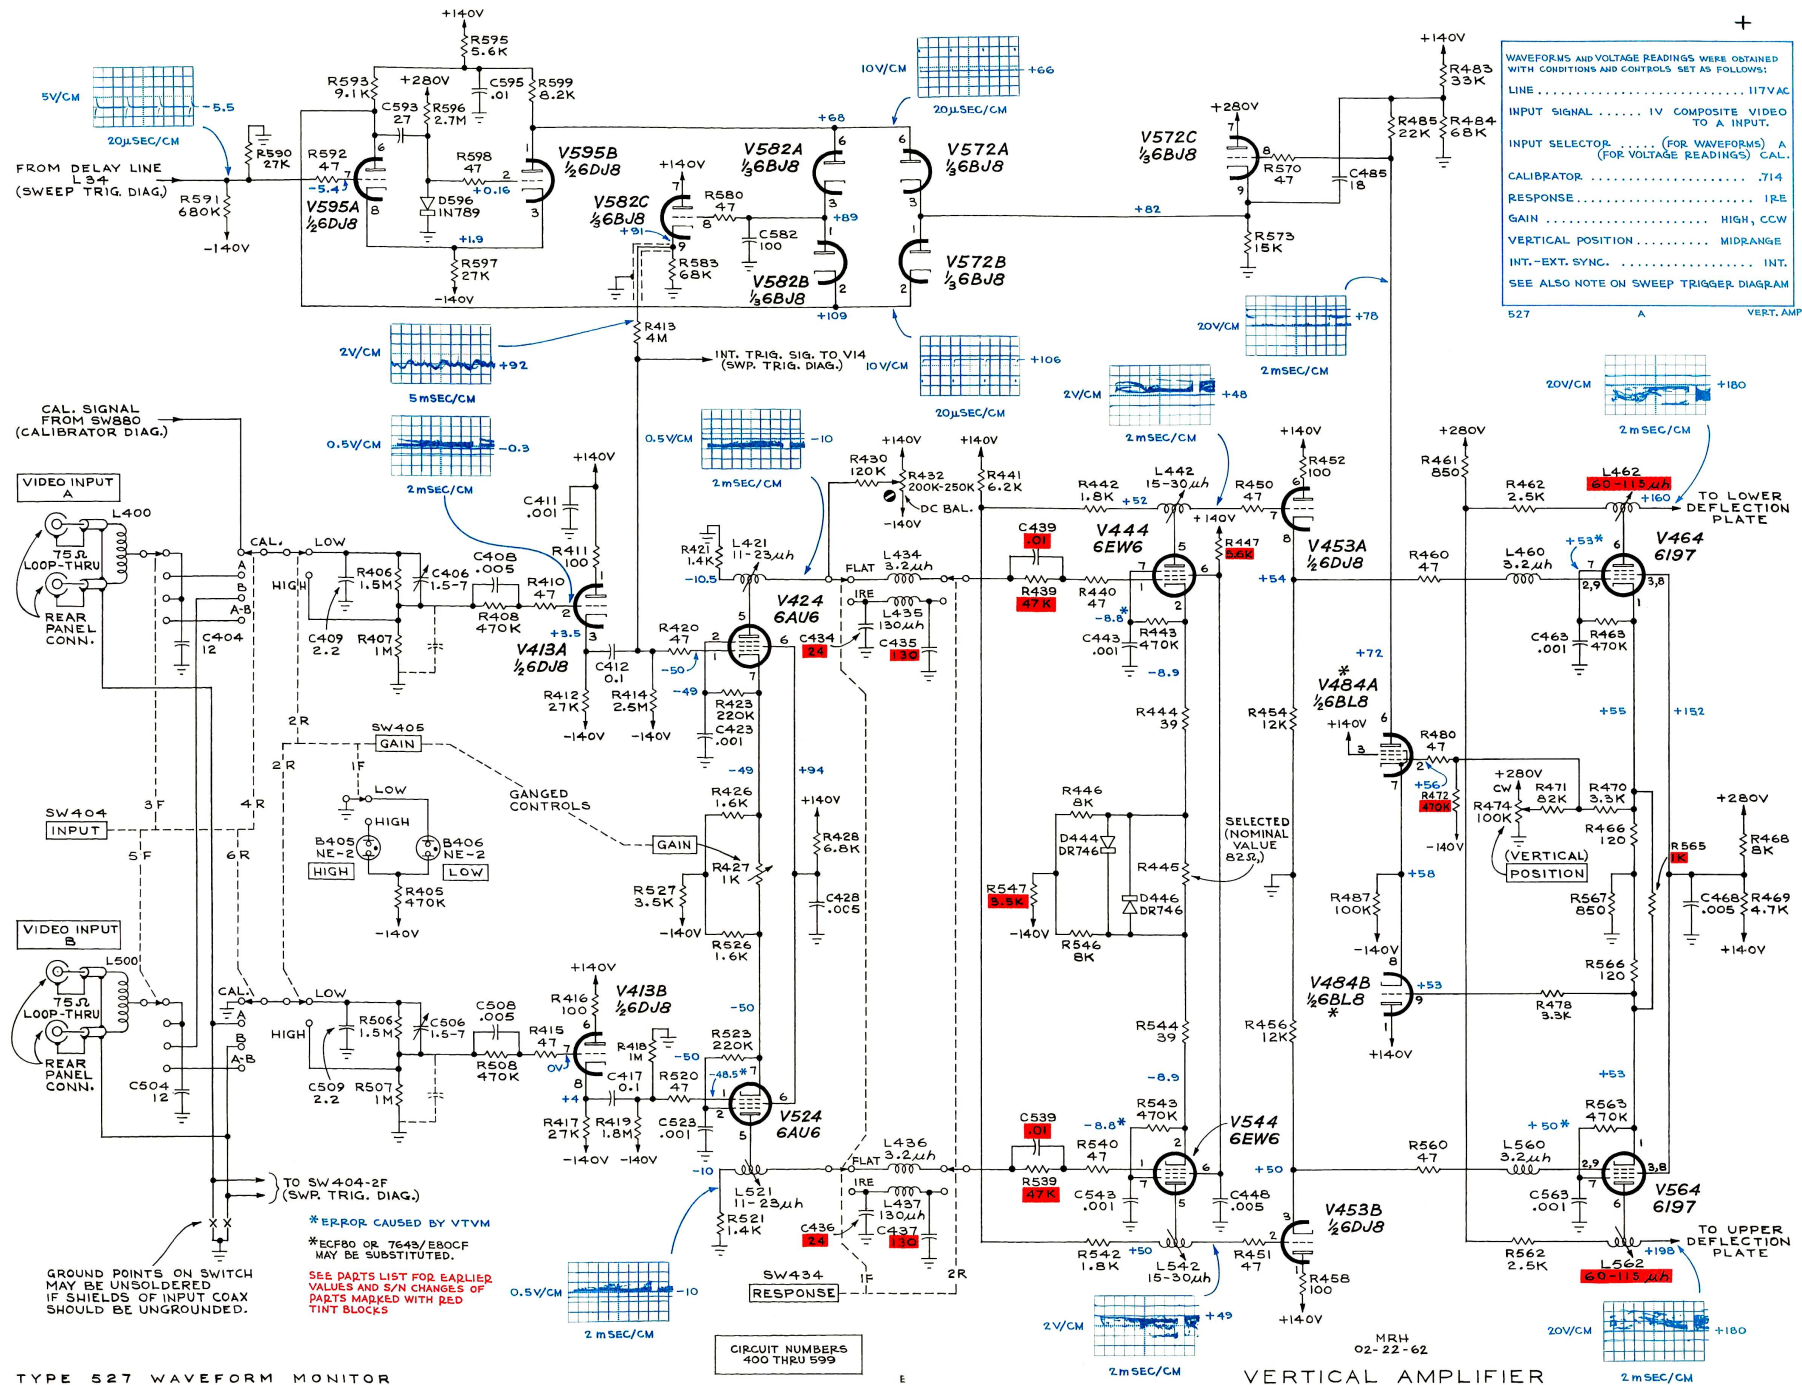 +140V
R595
5.6K
R593
9.1K
+280V
C595
.01
R599
8.2K
C593
27
R596
2.7M
5V/CM
-5.5
20µSEC/CM
R590
27K
R592
47
-5.4
7
6
8
FROM DELAY LINE
L34
(SWEEP TRIG. DIAG.)
R591
680K
-140V
V595A
½6DJ8
D596
IN789
R598
47
+0.16
2
1
3
V595B
½6DJ8
+1.9
R597
27K
-140V
10V/CM
+66
20µSEC/CM
+68
V582A
⅓6BJ8
V572A
⅓6BJ8
+140V
V582C
⅓6BJ8
R580
47
+91
C582
100
R583
68K
+89
V582B
⅓6BJ8
V572B
⅓6BJ8
+82
+109
+280V
V572C
⅓6BJ8
R570
47
R573
15K
C485
18
+140V
R483
33K
R485
22K
R484
68K
WAVEFORMS AND VOLTAGE READINGS WERE OBTAINED
WITH CONDITIONS AND CONTROLS SET AS FOLLOWS:
LINE .......................... 117VAC
INPUT SIGNAL ...... 1V COMPOSITE VIDEO
TO A INPUT.
INPUT SELECTOR ..... (FOR WAVEFORMS) A
(FOR VOLTAGE READINGS) CAL.
CALIBRATOR ...................... .714
RESPONSE ......................... IRE
GAIN ..................... HIGH, CCW
VERTICAL POSITION .......... MIDRANGE
INT.-EXT. SYNC. ................. INT.
SEE ALSO NOTE ON SWEEP TRIGGER DIAGRAM
527 A VERT. AMP
2V/CM
+92
5mSEC/CM
R413
4M
INT. TRIG. SIG. TO V14
(SWP. TRIG. DIAG.)
10V/CM
+106
20µSEC/CM
20V/CM
+78
2mSEC/CM
2V/CM
+48
2mSEC/CM
20V/CM
+180
2mSEC/CM
CAL. SIGNAL
FROM SW880
(CALIBRATOR DIAG.)
0.5V/CM
-0.3
2mSEC/CM
0.5V/CM
-10
2mSEC/CM
VIDEO INPUT
A
L400
75Ω
LOOP-THRU
REAR
PANEL
CONN.
C404
12
CAL.
A
B
A-B
LOW
HIGH
C409
2.2
R406
1.5M
C406
1.5-7
R407
1M
C408
.005
R408
470K
R410
47
C411
.001
+140V
R411
100
+3.5
V413A
½6DJ8
C412
0.1
R412
27K
-140V
R414
2.5M
-140V
R420
47
-50
-49
R421
1.4K
-10.5
L421
11-23µh
V424
6AU6
R423
220K
C423
.001
-49
+94
R430
120K
+140V
R432
200K-250K
DC BAL.
-140V
FLAT
IRE
L434
3.2µh
L435
130µh
C434
24
C435
130
+140V
R441
6.2K
C439
.01
R439
47K
R442
1.8K
+52
L442
15-30µh
R440
47
-8.8*
C443
.001
R443
470K
-8.9
V444
6EW6
R450
47
+140V
R447
5.6K
+140V
R452
100
V453A
½6DJ8
+54
R444
39
R454
12K
R460
47
L460
3.2µh
+280V
R461
850
R462
2.5K
L462
60-115µh
+160
TO LOWER
DEFLECTION
PLATE
+53*
V464
6197
C463
.001
R463
470K
+72
*
V484A
½6BL8
+140V
R480
47
+56
R472
470K
-140V
+55
+152
+280V
CW
R474
100K
R471
82K
R470
3.3K
R466
120
(VERTICAL)
POSITION
R565
1K
+280V
R468
8K
C468
.005
R469
4.7K
+140V
SW405
GAIN
2R
2R
1F
LOW
HIGH
GANGED
CONTROLS
SW404
INPUT
3F
4R
5F
6R
B405
NE-2
HIGH
B406
NE-2
LOW
R405
470K
-140V
R426
1.6K
+140V
R428
6.8K
GAIN
R427
1K
R527
3.5K
-140V
C428
.005
R526
1.6K
-50
R446
8K
D444
DR746
R445
SELECTED
(NOMINAL
VALUE
82Ω,)
R547
3.5K
-140V
D446
DR746
R546
8K
+58
R487
100K
-140V
R567
850
R566
120
V484B
½6BL8
*
+53
R478
3.3K
+140V
+53
VIDEO INPUT
B
L500
75Ω
LOOP-THRU
REAR
PANEL
CONN.
C504
12
CAL.
A
B
A-B
LOW
HIGH
C509
2.2
R506
1.5M
C506
1.5-7
R507
1M
C508
.005
R508
470K
R415
47
0V
+140V
R416
100
V413B
½6DJ8
+4
R417
27K
-140V
C417
0.1
R418
1M
R419
1.8M
-140V
R520
47
-50
-48.5*
R523
220K
C523
.001
V524
6AU6
-10
L521
11-23µh
R521
1.4K
FLAT
IRE
L436
3.2µh
L437
130µh
C436
24
C437
130
C539
.01
R539
47K
R540
47
-8.8*
R544
39
R456
12K
-8.9
R543
470K
V544
6EW6
C543
.001
C448
.005
+50
R542
1.8K
+50
L542
15-30µh
R451
47
V453B
½6DJ8
R458
100
+140V
R560
47
L560
3.2µh
+50*
R563
470K
C563
.001
V564
6197
R562
2.5K
L562
60-115µh
+198
TO UPPER
DEFLECTION
PLATE
TO SW404-2F
(SWP. TRIG. DIAG.)
*ERROR CAUSED BY VTVM
*ECF80 OR 7643/E80CF
MAY BE SUBSTITUTED.
SEE PARTS LIST FOR EARLIER
VALUES AND S/N CHANGES OF
PARTS MARKED WITH RED
TINT BLOCKS
GROUND POINTS ON SWITCH
MAY BE UNSOLDERED
IF SHIELDS OF INPUT COAX
SHOULD BE UNGROUNDED.
0.5V/CM
-10
2mSEC/CM
SW434
RESPONSE
1F
2R
2V/CM
+49
2mSEC/CM
20V/CM
+180
2mSEC/CM
CIRCUIT NUMBERS
400 THRU 599
MRH
02-22-62
TYPE 527 WAVEFORM MONITOR
E
VERTICAL AMPLIFIER